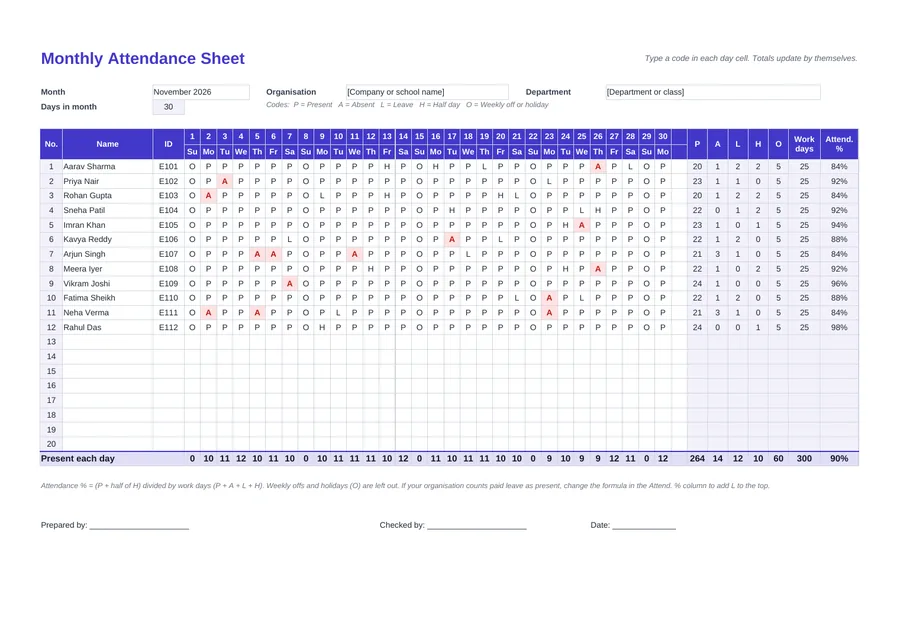 Monthly Attendance Sheet
Type a code in each day cell. Totals update by themselves.
Month November 2026 Organisation [Company or school name] Department [Department or class]
Days in month 30 Codes: P = Present A = Absent L = Leave H = Half day O = Weekly off or holiday
No. Name ID 1 2 3 4 5 6 7 8 9 10 11 12 13 14 15 16 17 18 19 20 21 22 23 24 25 26 27 28 29 30 P A L H O Work days Attend. %
Su Mo Tu We Th Fr Sa Su Mo Tu We Th Fr Sa Su Mo Tu We Th Fr Sa Su Mo Tu We Th Fr Sa Su Mo
1 Aarav Sharma E101 O P P P P P P O P P P P H P O H P P L P P O P P P A P L O P 20 1 2 2 5 25 84%
2 Priya Nair E102 O P A P P P P O P P P P P P O P P P P P P O L P P P P P O P 23 1 1 0 5 25 92%
3 Rohan Gupta E103 O A P P P P P O L P P P H P O P P P P H L O P P P P P P O P 20 1 2 2 5 25 84%
4 Sneha Patil E104 O P P P P P P O P P P P P P O P H P P P P O P P L H P P O P 22 0 1 2 5 25 92%
5 Imran Khan E105 O P P P P P P O P P P P P P O P P P P P P O P H A P P P O P 23 1 0 1 5 25 94%
6 Kavya Reddy E106 O P P P P P L O P P P P P P O P A P P L P O P P P P P P O P 22 1 2 0 5 25 88%
7 Arjun Singh E107 O P P P A A P O P P A P P P O P P L P P P O P P P P P P O P 21 3 1 0 5 25 84%
8 Meera Iyer E108 O P P P P P P O P P P H P P O P P P P P P O P H P A P P O P 22 1 0 2 5 25 92%
9 Vikram Joshi E109 O P P P P P A O P P P P P P O P P P P P P O P P P P P P O P 24 1 0 0 5 25 96%
10 Fatima Sheikh E110 O P P P P P P O P P P P P P O P P P P P L O A P L P P P O P 22 1 2 0 5 25 88%
11 Neha Verma E111 O A P P A P P O P L P P P P O P P P P P P O A P P P P P O P 21 3 1 0 5 25 84%
12 Rahul Das E112 O P P P P P P O H P P P P P O P P P P P P O P P P P P P O P 24 0 0 1 5 25 98%
13
14
15
16
17
18
19
20
Present each day 0 10 11 12 10 11 10 0 10 11 11 11 10 12 0 11 10 11 11 10 10 0 9 10 9 9 12 11 0 12 264 14 12 10 60 300 90%
Attendance % = (P + half of H) divided by work days (P + A + L + H). Weekly offs and holidays (O) are left out. If your organisation counts paid leave as present, change the formula in the Attend. % column to add L to the top.
Prepared by: ______________________ Checked by: ______________________ Date: ______________